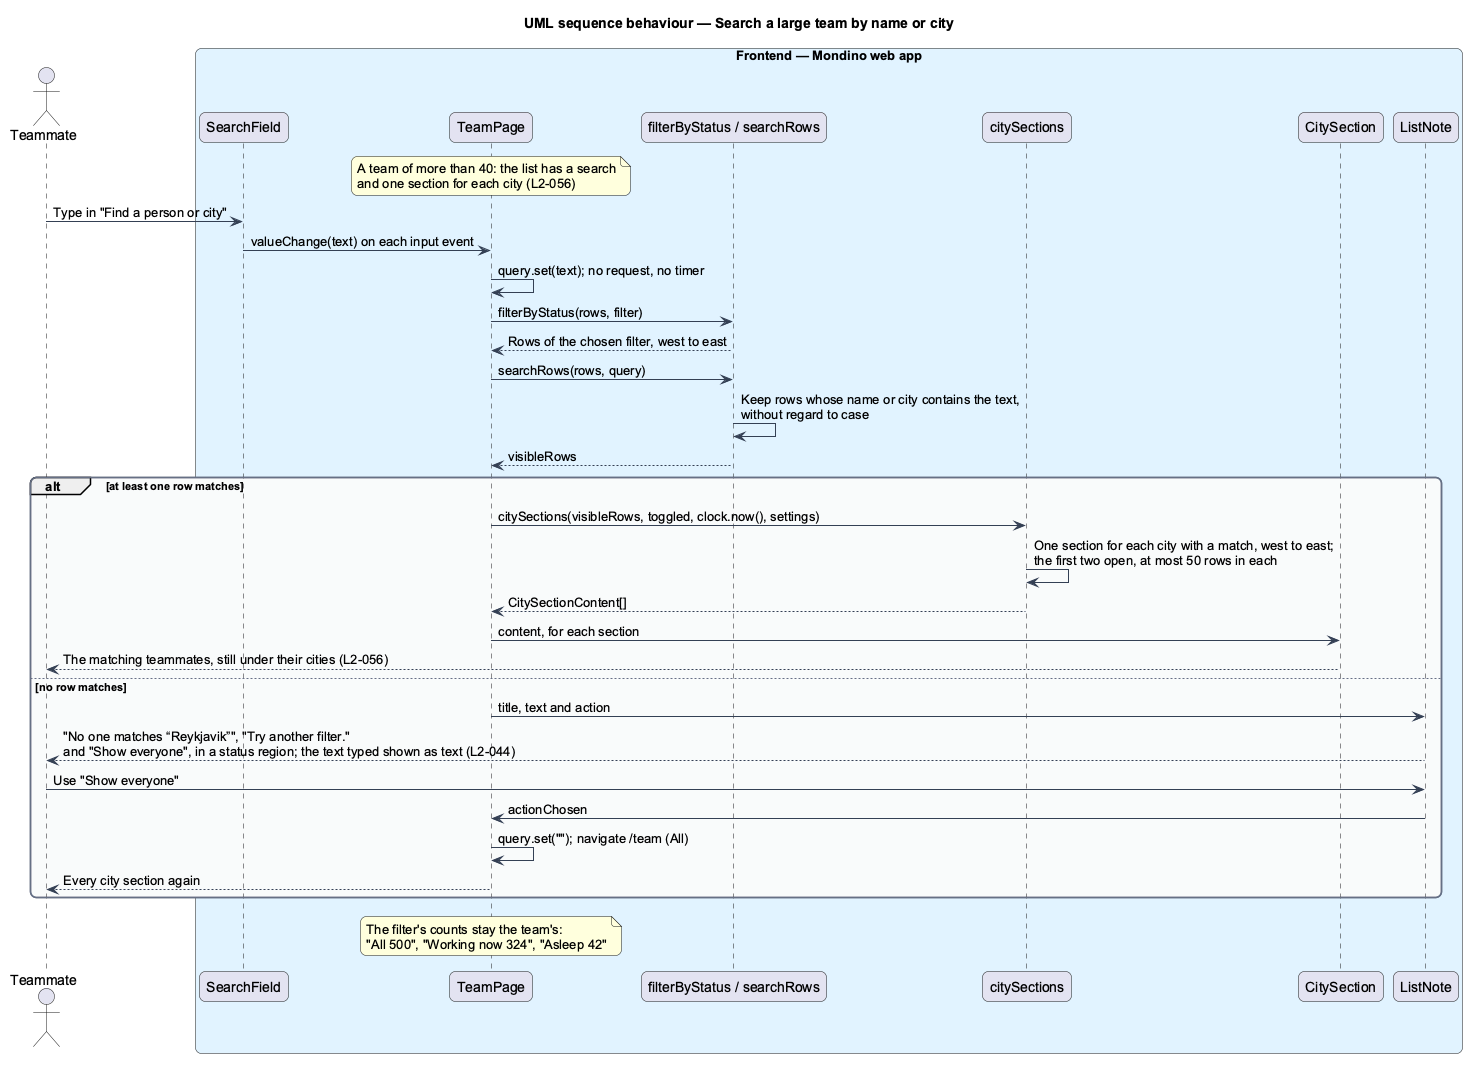 UML sequence behaviour — Search a large team by name or city
Frontend — Mondino web app
Teammate
SearchField
TeamPage
filterByStatus / searchRows
citySections
CitySection
ListNote
A team of more than 40: the list has a search
and one section for each city (L2-056)
Type in "Find a person or city"
valueChange(text) on each input event
query.set(text); no request, no timer
filterByStatus(rows, filter)
Rows of the chosen filter, west to east
searchRows(rows, query)
Keep rows whose name or city contains the text,
without regard to case
visibleRows
alt
[at least one row matches]
citySections(visibleRows, toggled, clock.now(), settings)
One section for each city with a match, west to east;
the first two open, at most 50 rows in each
CitySectionContent[]
content, for each section
The matching teammates, still under their cities (L2-056)
[no row matches]
title, text and action
"No one matches “Reykjavik”", "Try another filter."
and "Show everyone", in a status region; the text typed shown as text (L2-044)
Use "Show everyone"
actionChosen
query.set(""); navigate /team (All)
Every city section again
The filter's counts stay the team's:
"All 500", "Working now 324", "Asleep 42"
Teammate
SearchField
TeamPage
filterByStatus / searchRows
citySections
CitySection
ListNote